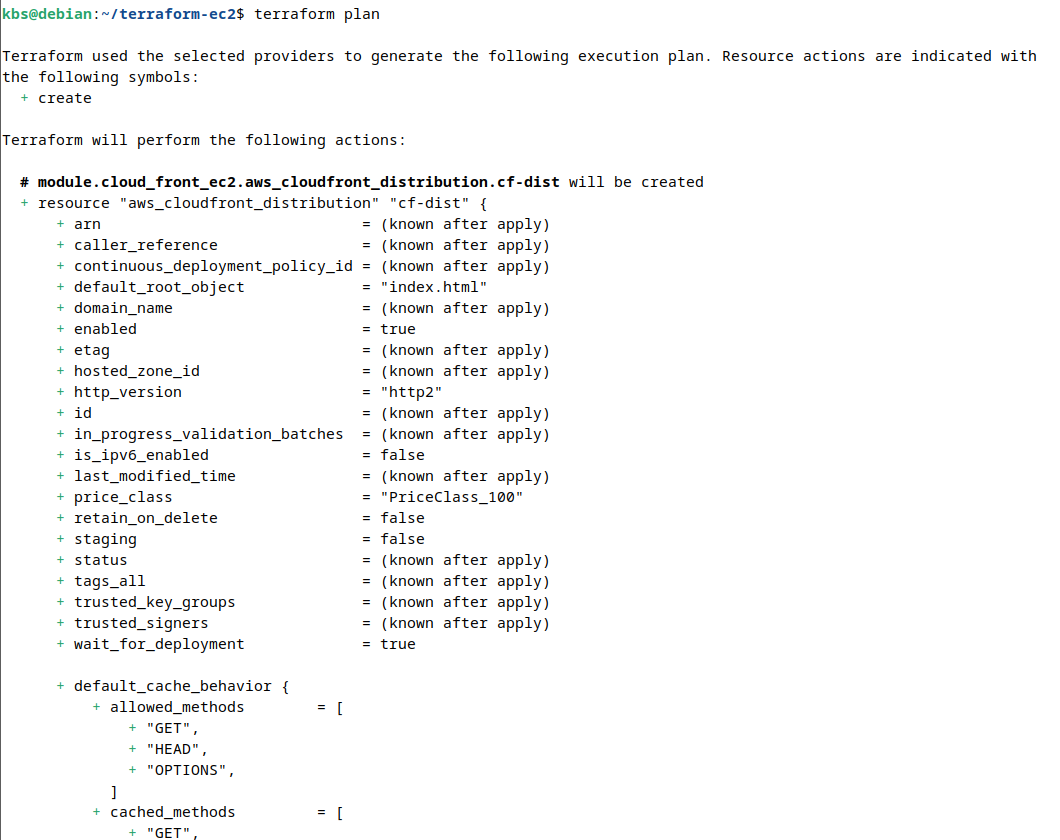 kbs@debian:~/terraform-ec2$ terraform plan

Terraform used the selected providers to generate the following execution plan. Resource actions are indicated with
the following symbols:
  + create

Terraform will perform the following actions:

  # module.cloud_front_ec2.aws_cloudfront_distribution.cf-dist will be created
  + resource "aws_cloudfront_distribution" "cf-dist" {
      + arn                             = (known after apply)
      + caller_reference                = (known after apply)
      + continuous_deployment_policy_id = (known after apply)
      + default_root_object             = "index.html"
      + domain_name                     = (known after apply)
      + enabled                         = true
      + etag                            = (known after apply)
      + hosted_zone_id                  = (known after apply)
      + http_version                    = "http2"
      + id                              = (known after apply)
      + in_progress_validation_batches  = (known after apply)
      + is_ipv6_enabled                 = false
      + last_modified_time              = (known after apply)
      + price_class                     = "PriceClass_100"
      + retain_on_delete                = false
      + staging                         = false
      + status                          = (known after apply)
      + tags_all                        = (known after apply)
      + trusted_key_groups              = (known after apply)
      + trusted_signers                 = (known after apply)
      + wait_for_deployment             = true

      + default_cache_behavior {
          + allowed_methods        = [
              + "GET",
              + "HEAD",
              + "OPTIONS",
            ]
          + cached_methods         = [
              + "GET",